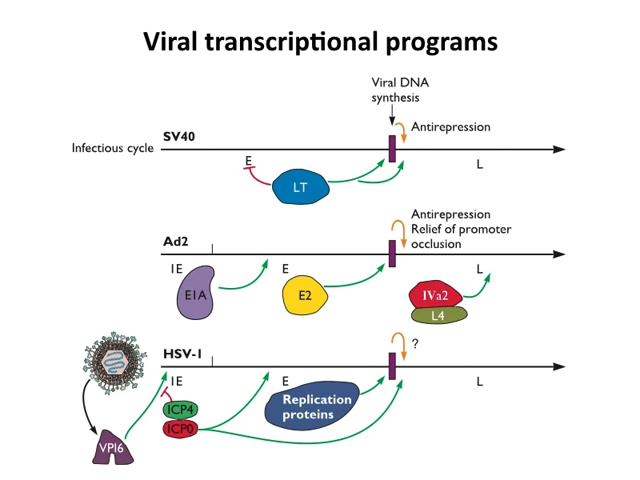 Viral transcriptional programs
Viral DNA
synthesis
Antirepression
SV40
Infectious cycle
E
L
LT
Antirepression
Relief of promoter
occlusion
Ad2
IE
E
L
E1A
E2
IVa2
L4
HSV-1
?
IE
E
L
ICP4
ICP0
Replication
proteins
VP16